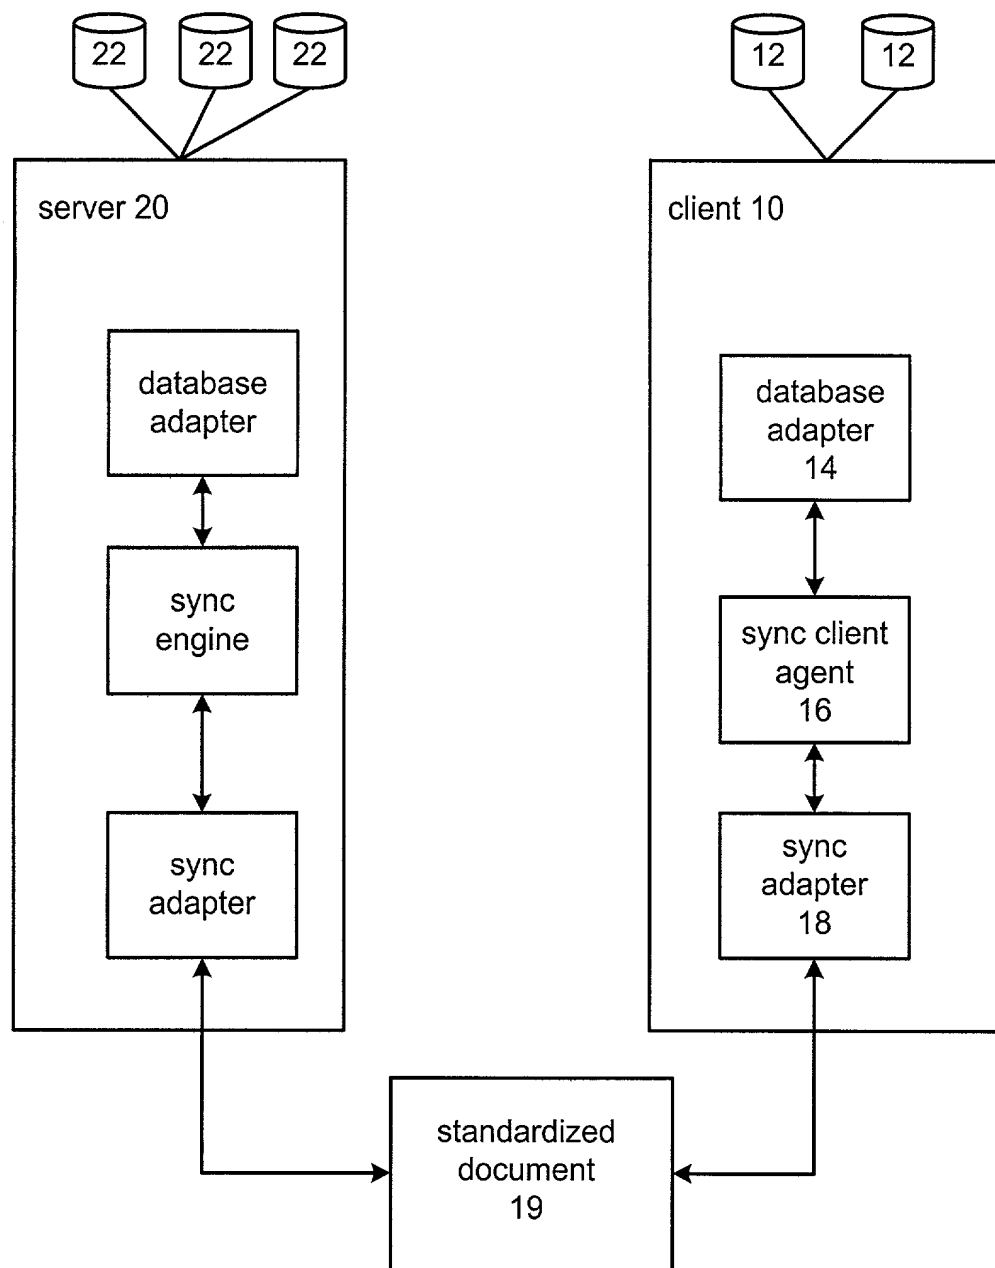 22 22 22
12 12
server 20
database
adapter
sync
engine
sync
adapter
client 10
database
adapter
14
sync client
agent
16
sync
adapter
18
standardized
document
19